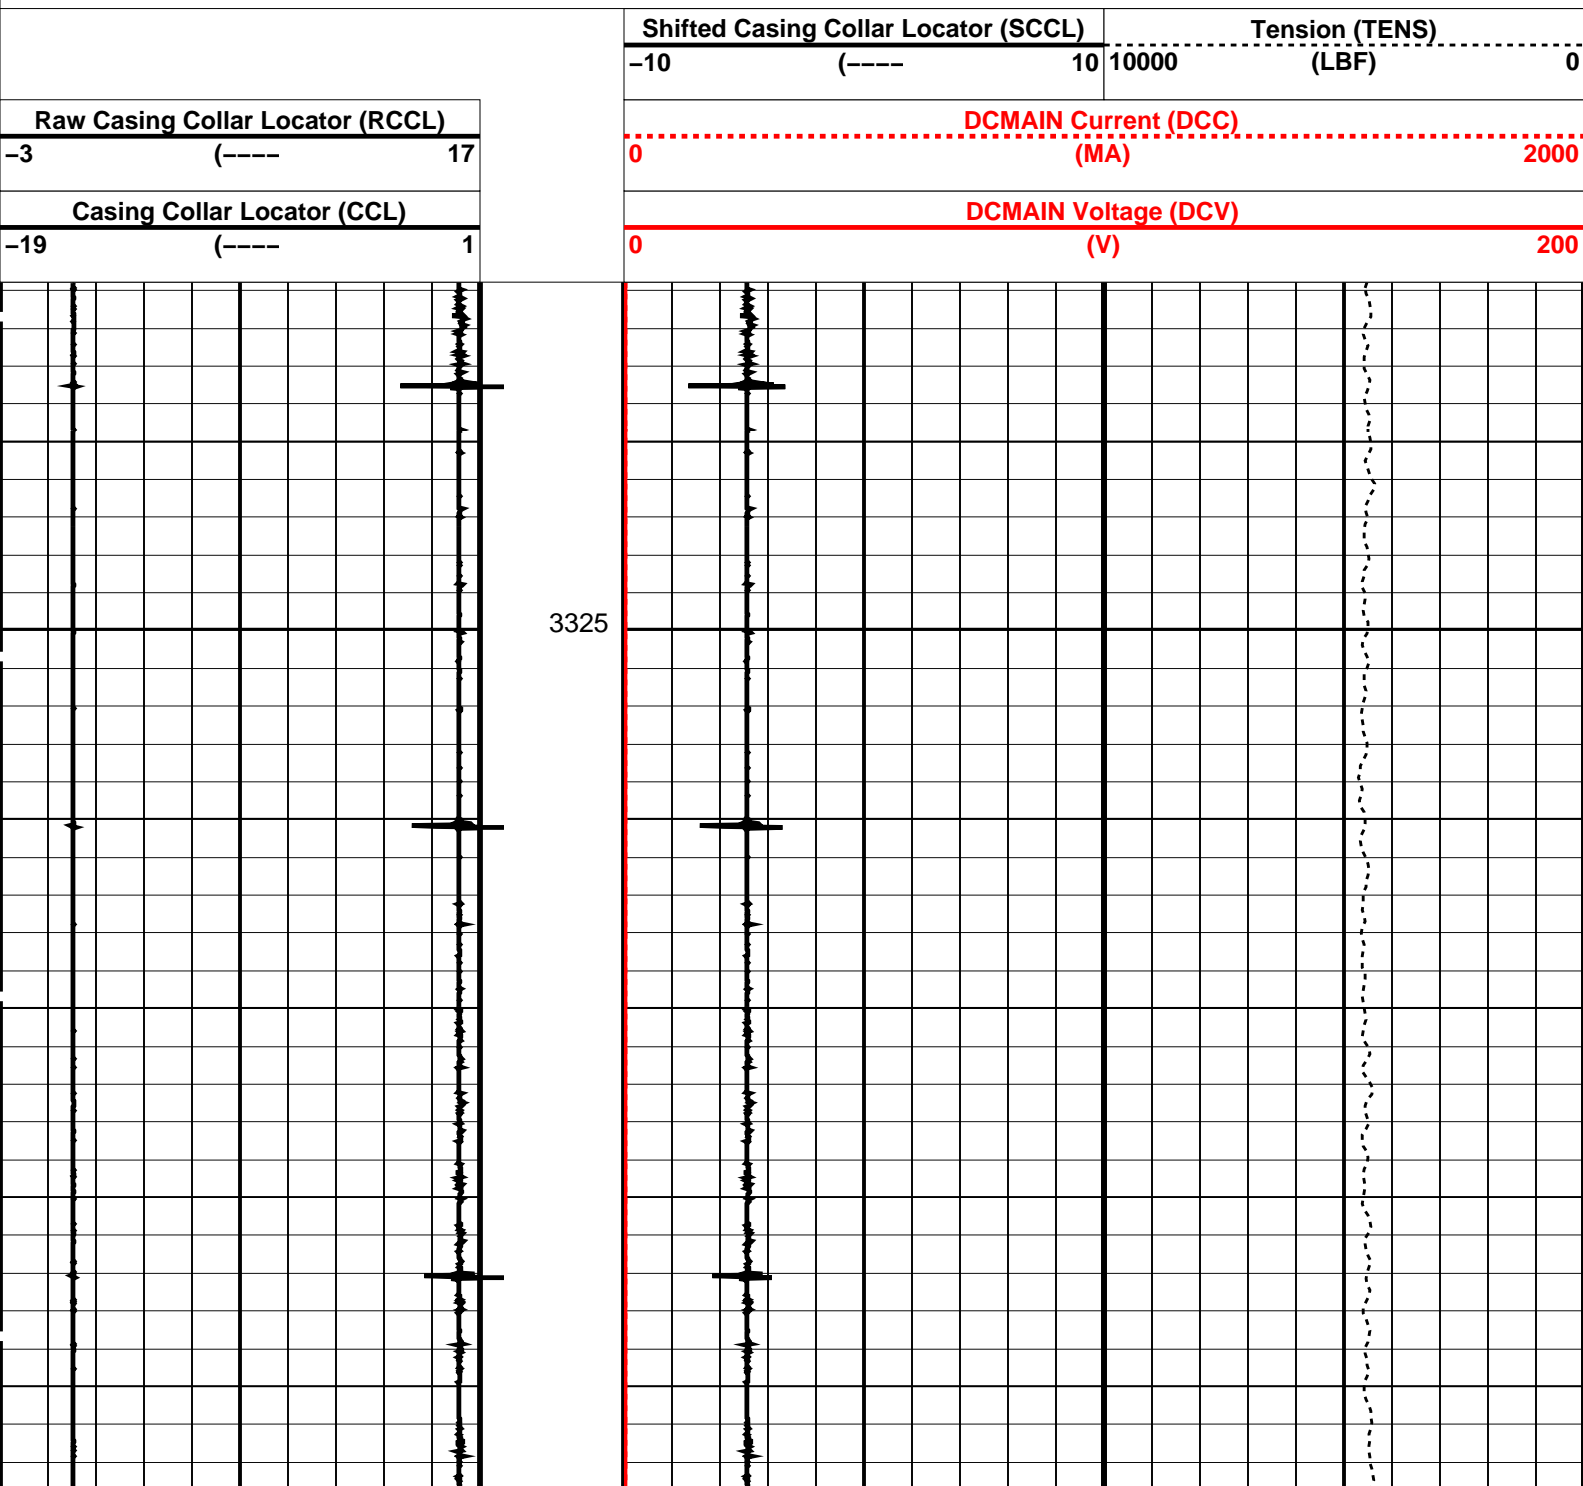 Shifted Casing Collar Locator (SCCL)
−10 (−−−− 10
Tension (TENS)
10000 (LBF) 0
Raw Casing Collar Locator (RCCL)
−3 (−−−− 17
DCMAIN Current (DCC)
0 (MA) 2000
Casing Collar Locator (CCL)
−19 (−−−− 1
DCMAIN Voltage (DCV)
0 (V) 200
3325